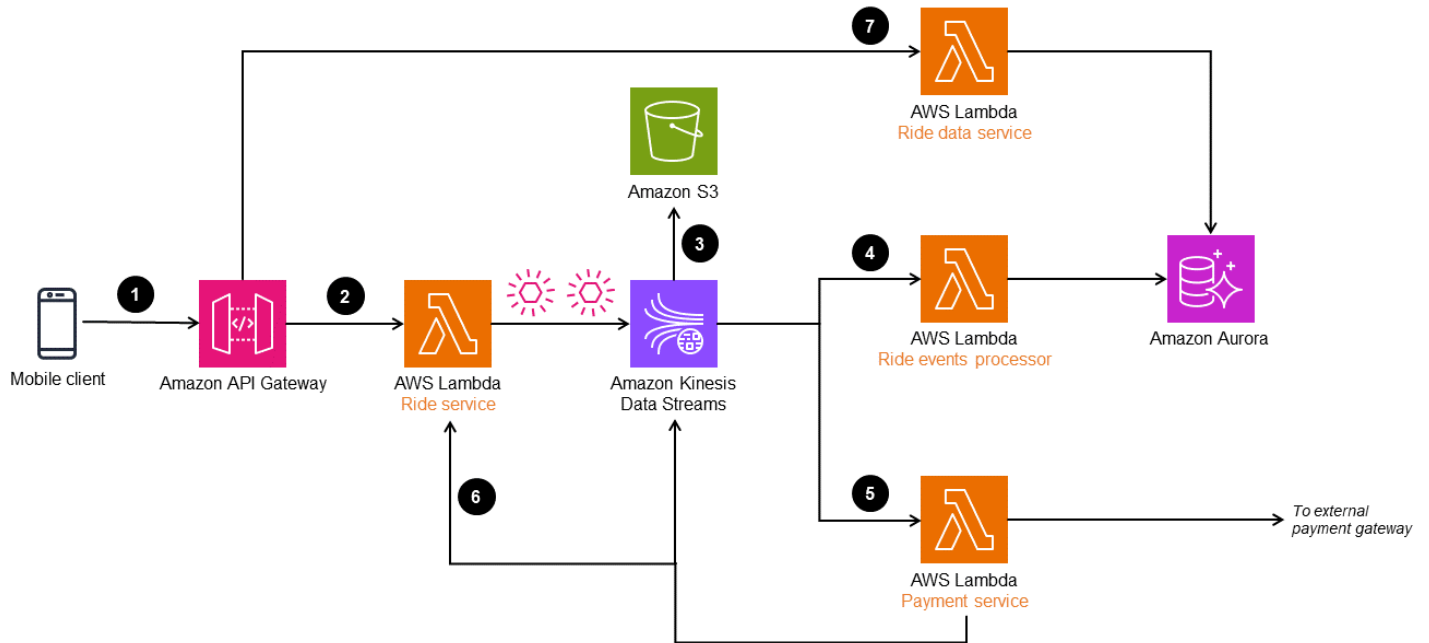 7
AWS Lambda
Ride data service
Amazon S3
3
4
1
2
</>
Mobile client
Amazon API Gateway
AWS Lambda
Ride service
Amazon Kinesis
Data Streams
AWS Lambda
Ride events processor
Amazon Aurora
6
5
To external
payment gateway
AWS Lambda
Payment service